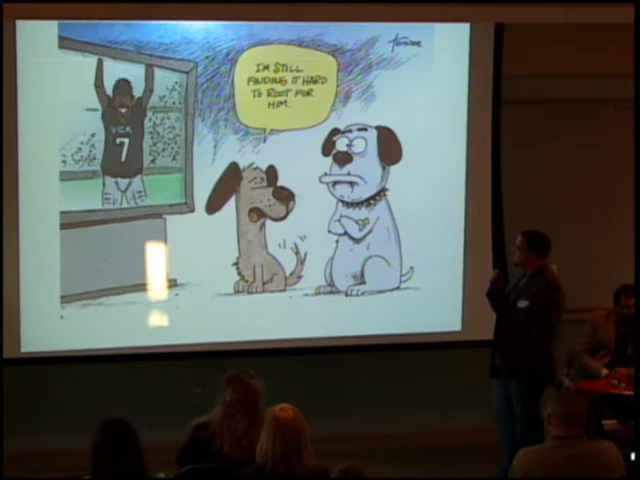 I'M STILL
FINDING IT HARD
TO ROOT FOR
HIM.
VICK
7